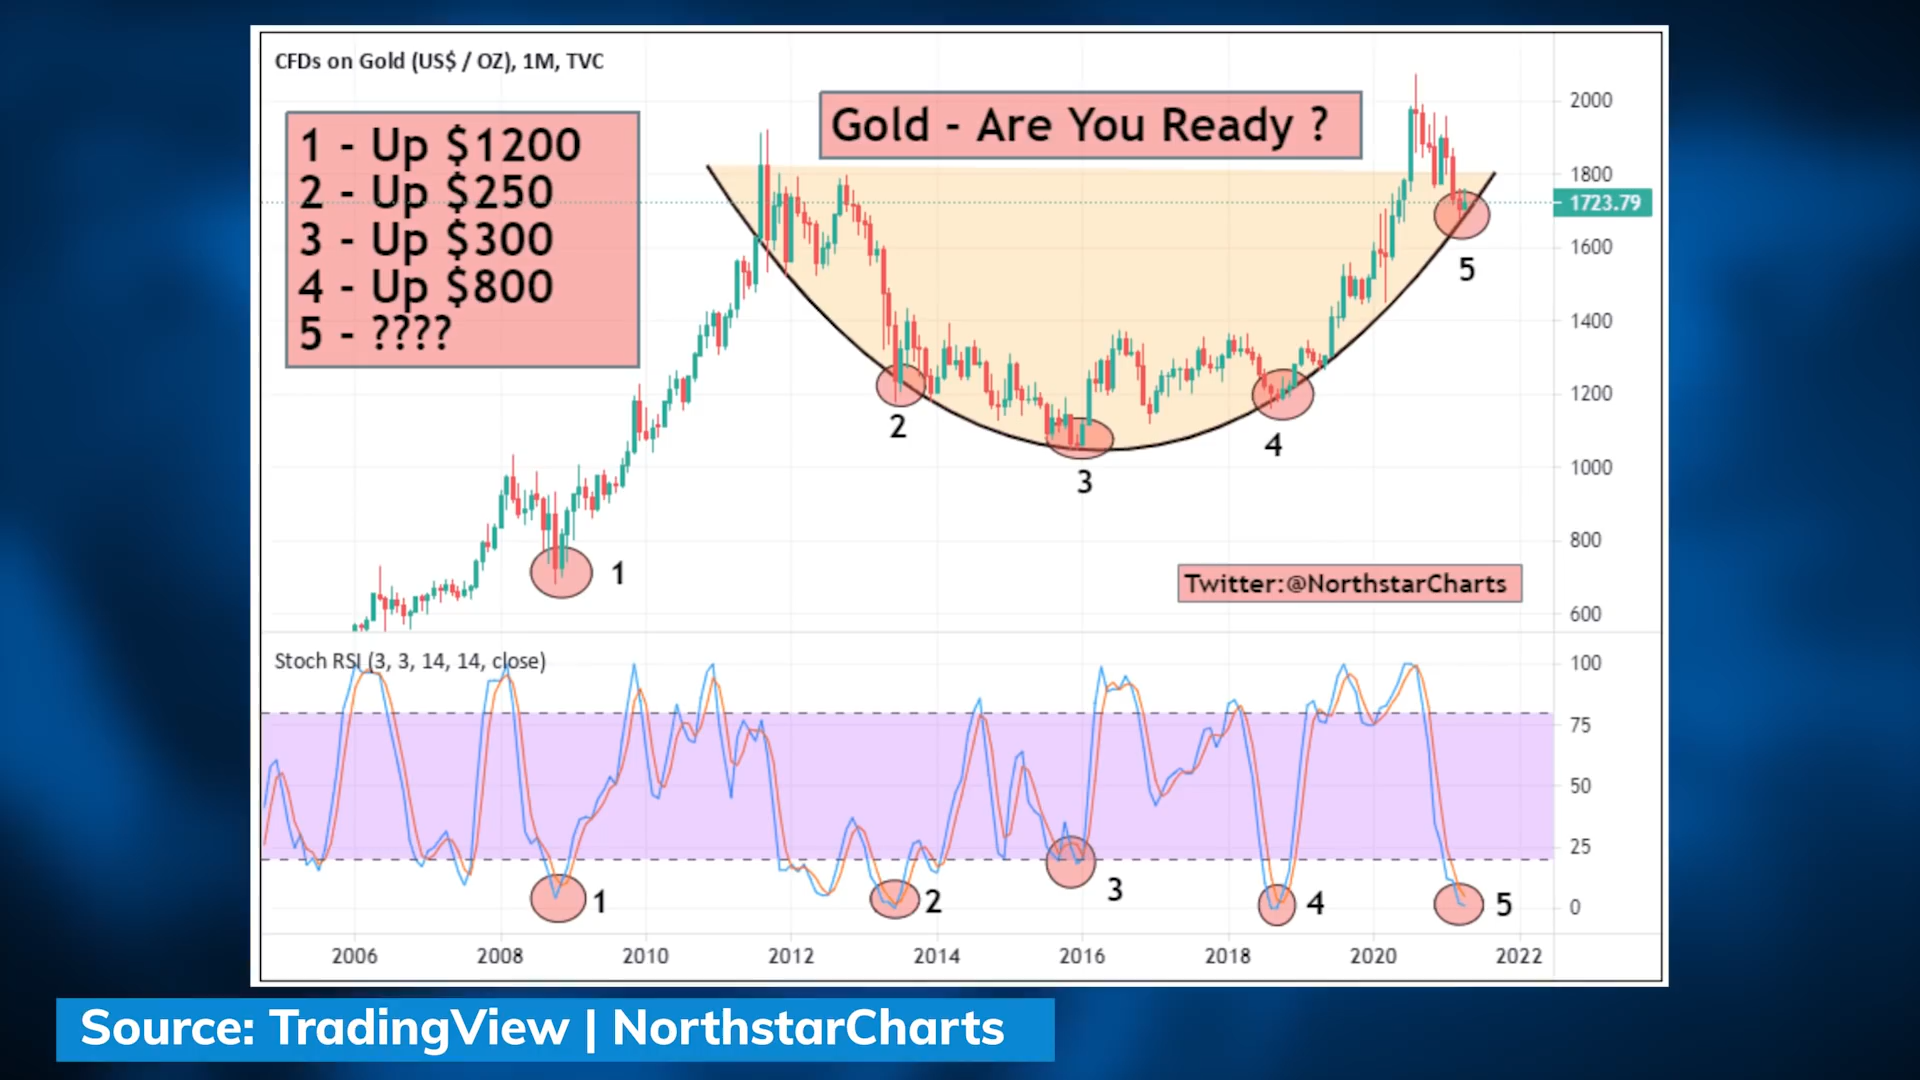 CFDs on Gold (US$ / OZ), 1M, TVC
Gold - Are You Ready ?
1 - Up $1200
2 - Up $250
3 - Up $300
4 - Up $800
5 - ????
2000
1800
1723.79
1600
1400
1200
1000
800
600
5
2
4
3
1
Twitter:@NorthstarCharts
Stoch RSI (3, 3, 14, 14, close)
100
75
50
25
0
1
2
3
4
5
2006 2008 2010 2012 2014 2016 2018 2020 2022
Source: TradingView | NorthstarCharts